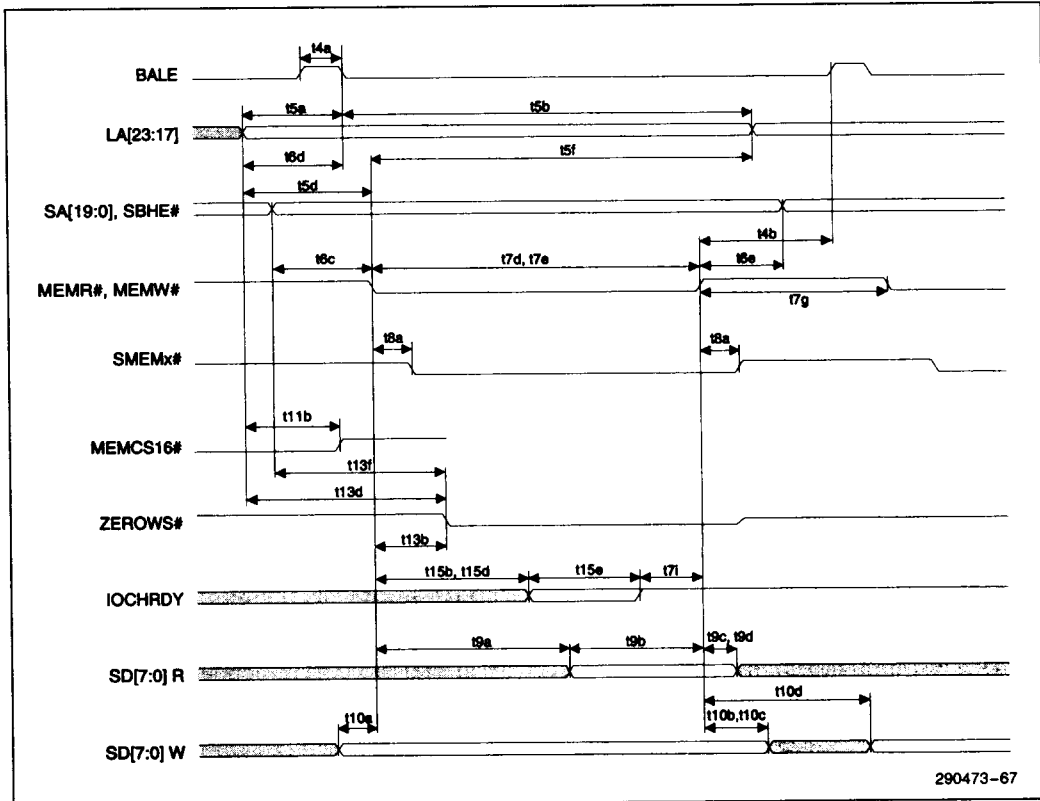 BALE
t4a
LA[23:17]
t5a
t5b
t6d
t5f
t5d
SA[19:0], SBHE#
t4b
t6c
t7d, t7e
t6e
MEMR#, MEMW#
t7g
SMEMx#
t8a
t8a
t11b
MEMCS16#
t13f
t13d
ZEROWS#
t13b
t15b, t15d
t15e
t7i
IOCHRDY
t9a
t9b
t9c, t9d
SD[7:0] R
t10d
t10a
t10b,t10c
SD[7:0] W
290473-67